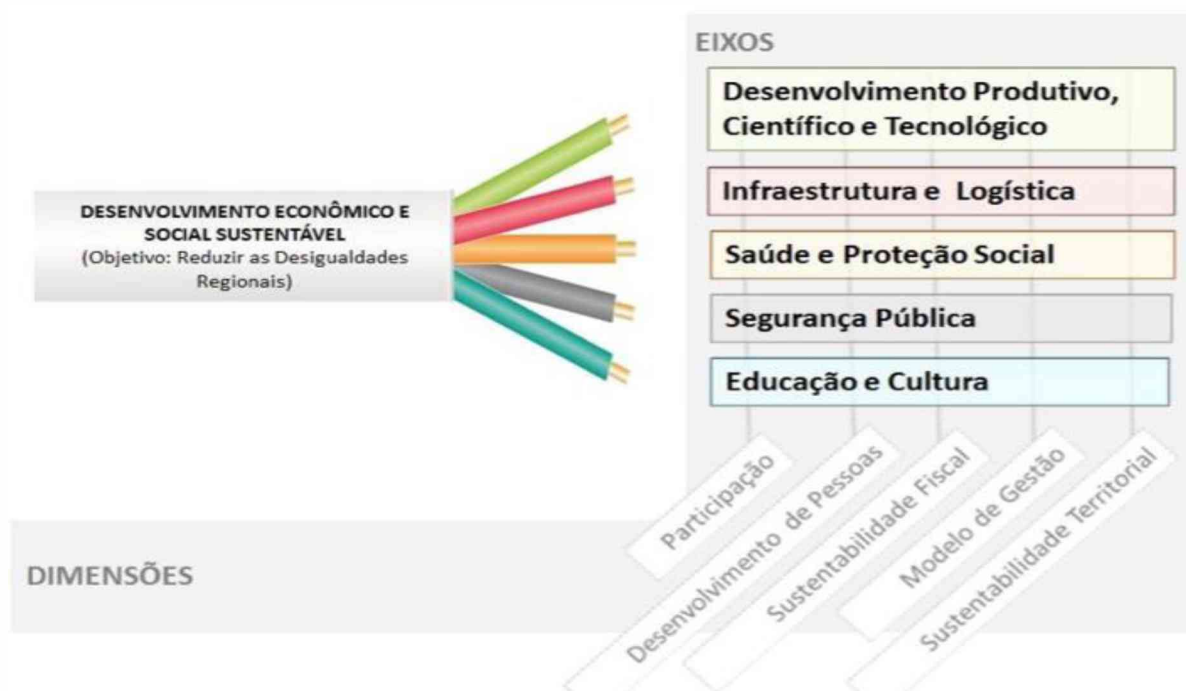 EIXOS
Desenvolvimento Produtivo,
Científico e Tecnológico
Infraestrutura e Logística
Saúde e Proteção Social
Segurança Pública
Educação e Cultura
DESENVOLVIMENTO ECONÔMICO E
SOCIAL SUSTENTÁVEL
(Objetivo: Reduzir as Desigualdades
Regionais)
DIMENSÕES
Participação
Desenvolvimento de Pessoas
Sustentabilidade Fiscal
Modelo de Gestão
Sustentabilidade Territorial